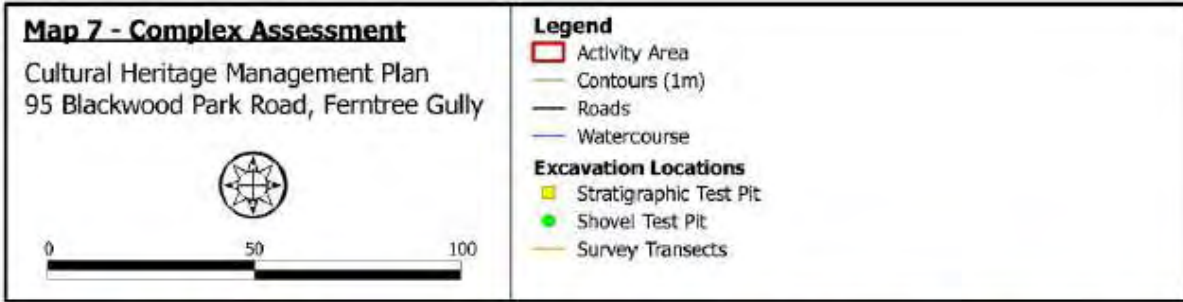 Map 7 - Complex Assessment
Cultural Heritage Management Plan
95 Blackwood Park Road, Ferntree Gully
0 50 100
Legend
Activity Area
Contours (1m)
Roads
Watercourse
Excavation Locations
Stratigraphic Test Pit
Shovel Test Pit
Survey Transects